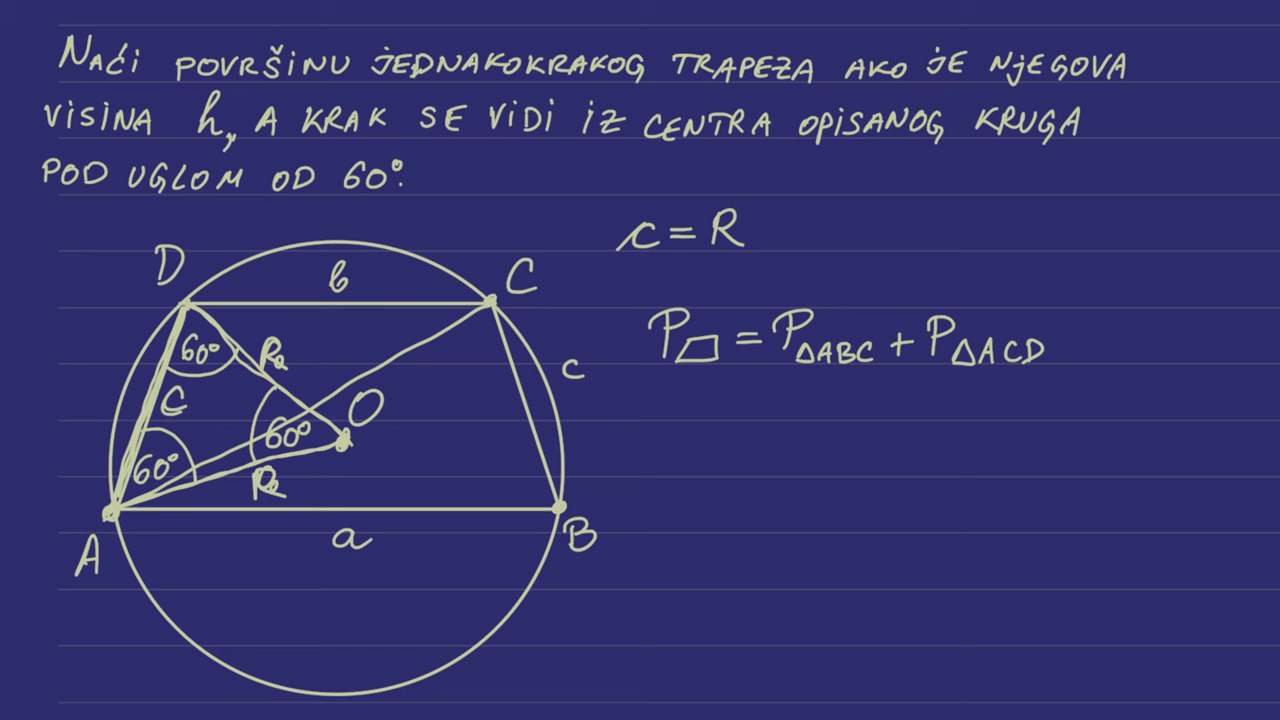 Naći površinu jednakokrakog trapeza ako je njegova
visina h, a krak se vidi iz centra opisanog kruga
pod uglom od 60°.
c = R
D
b
C
60°
R
c
P▱ = P△ABC + P△ACD
c
O
60°
60°
R
A
a
B